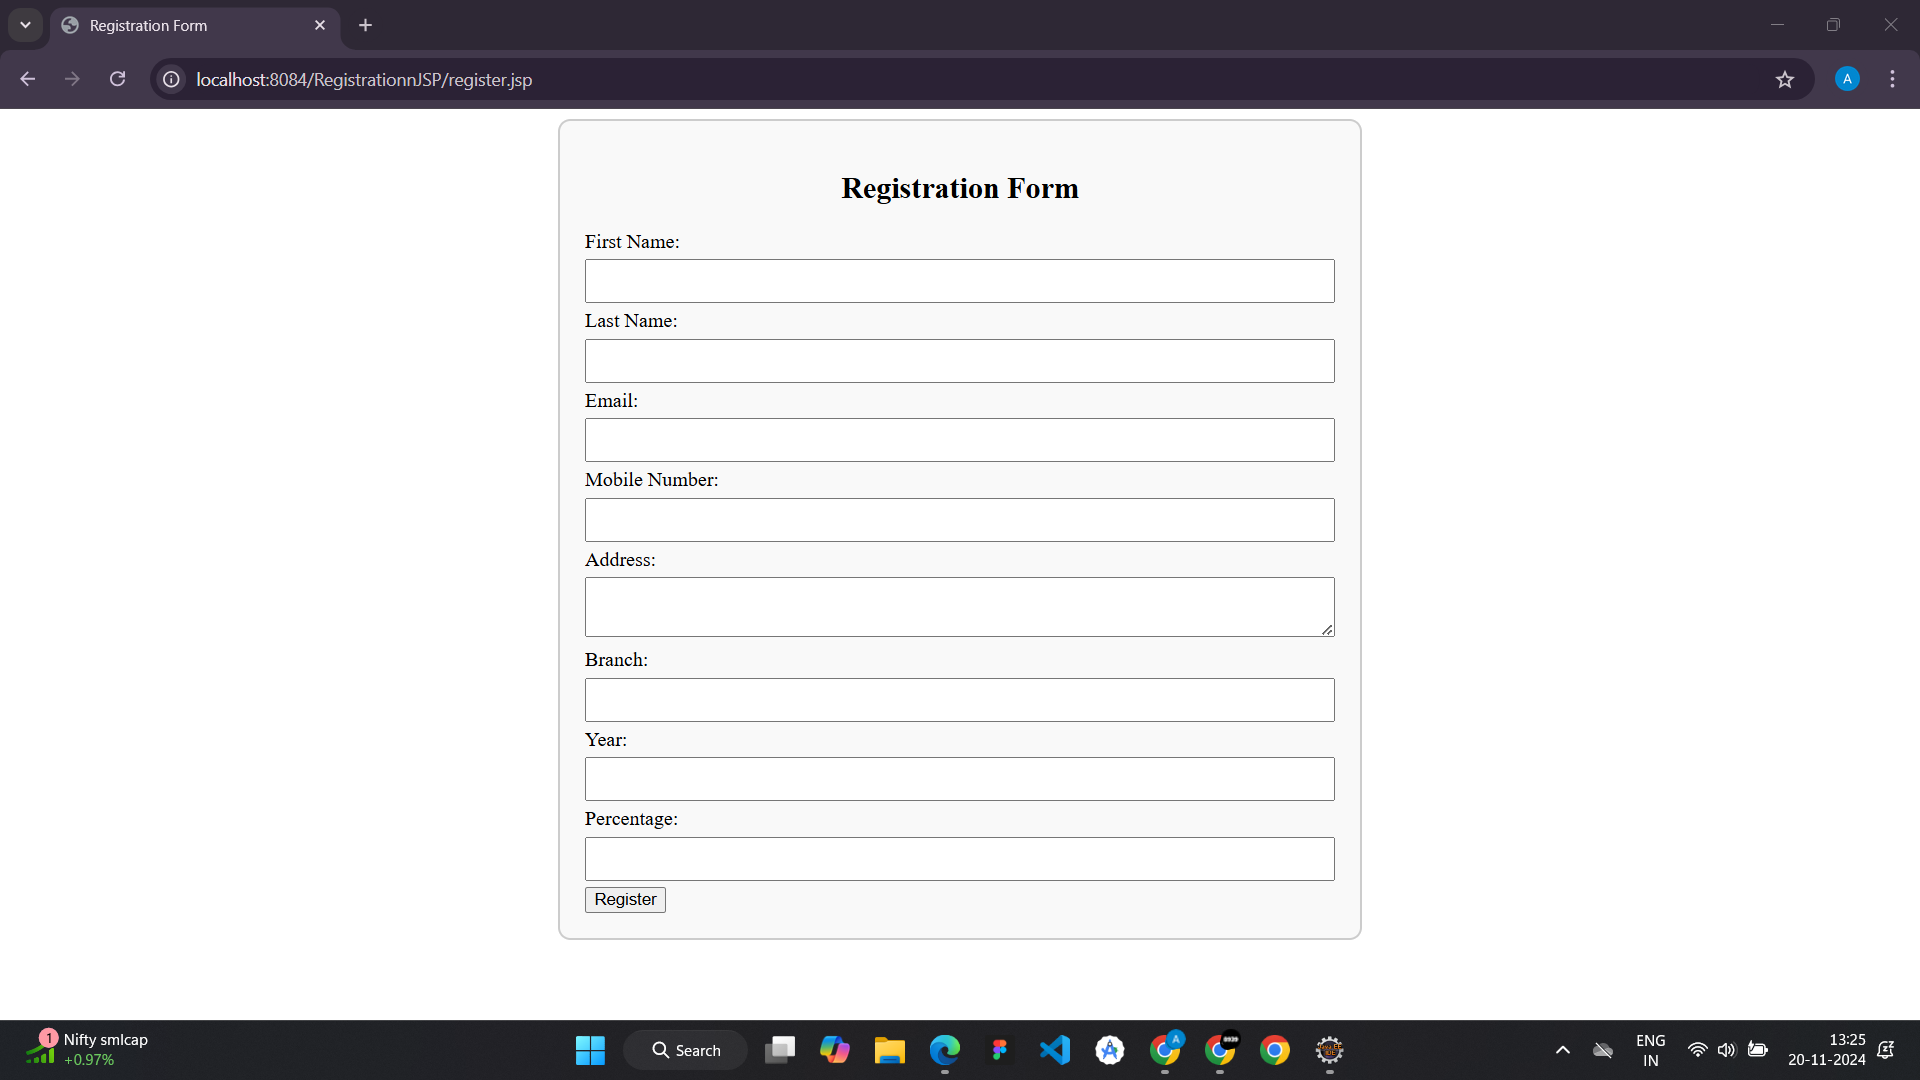 Registration Form
localhost:8084/RegistrationnJSP/register.jsp
A
Registration Form
First Name:
Last Name:
Email:
Mobile Number:
Address:
Branch:
Year:
Percentage:
Register
1
Nifty smlcap
+0.97%
Search
A
ENG
IN
13:25
20-11-2024